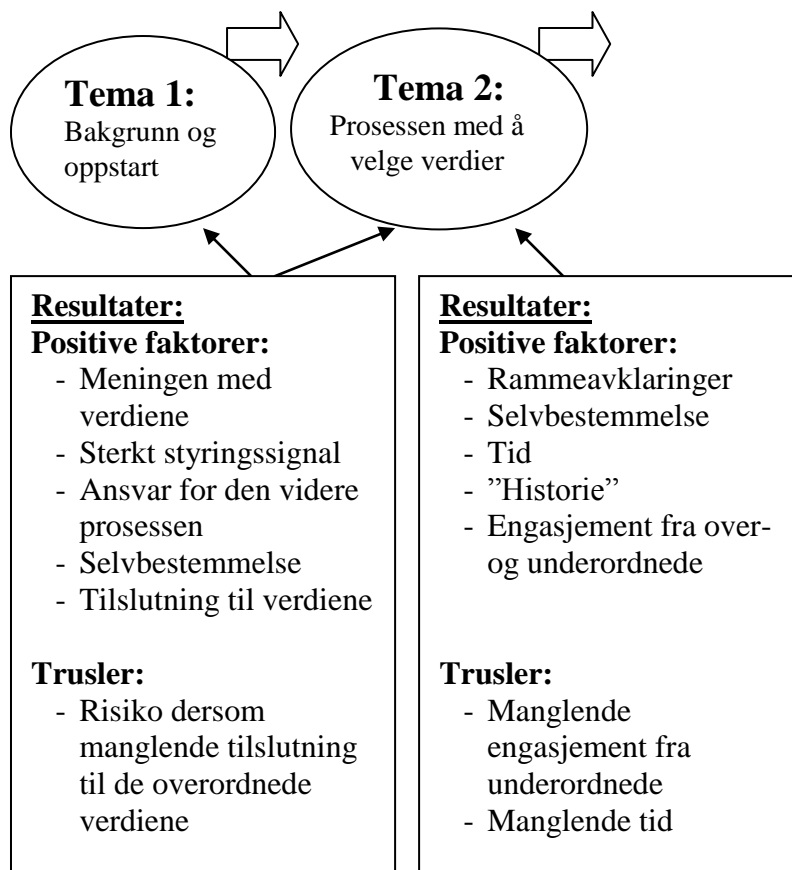 Tema 1:
Bakgrunn og
oppstart
Tema 2:
Prosessen med å
velge verdier
Resultater:
Positive faktorer:
- Meningen med
verdiene
- Sterkt styringssignal
- Ansvar for den videre
prosessen
- Selvbestemmelse
- Tilslutning til verdiene
Trusler:
- Risiko dersom
manglende tilslutning
til de overordnede
verdiene
Resultater:
Positive faktorer:
- Rammeavklaringer
- Selvbestemmelse
- Tid
- ”Historie”
- Engasjement fra over-
og underordnede
Trusler:
- Manglende
engasjement fra
underordnede
- Manglende tid